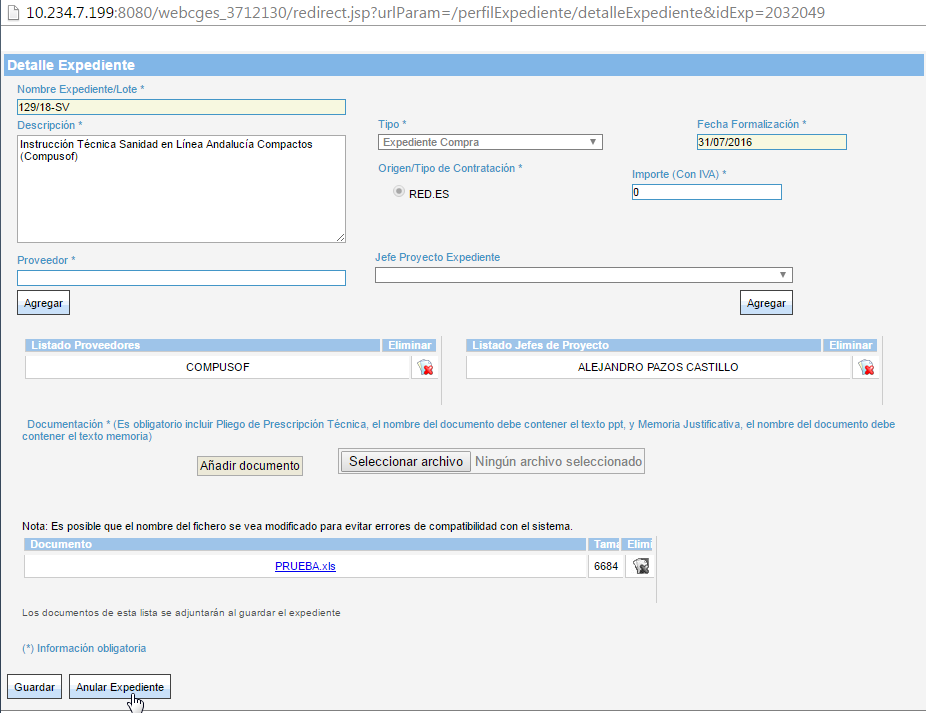 10.234.7.199:8080/webcges_3712130/redirect.jsp?urlParam=/perfilExpediente/detalleExpediente&idExp=2032049
Detalle Expediente
Nombre Expediente/Lote *
129/18-SV
Descripción *
Instrucción Técnica Sanidad en Línea Andalucía Compactos
(Compusof)
Tipo *
Expediente Compra
Fecha Formalización *
31/07/2016
Origen/Tipo de Contratación *
RED.ES
Importe (Con IVA) *
0
Proveedor *
Jefe Proyecto Expediente
Agregar
Agregar
Listado Proveedores Eliminar
COMPUSOF
Listado Jefes de Proyecto Eliminar
ALEJANDRO PAZOS CASTILLO
Documentación * (Es obligatorio incluir Pliego de Prescripción Técnica, el nombre del documento debe contener el texto ppt, y Memoria Justificativa, el nombre del documento debe
contener el texto memoria)
Añadir documento
Seleccionar archivo Ningún archivo seleccionado
Nota: Es posible que el nombre del fichero se vea modificado para evitar errores de compatibilidad con el sistema.
Documento Tama Elimi
PRUEBA.xls 6684
Los documentos de esta lista se adjuntarán al guardar el expediente
(*) Información obligatoria
Guardar Anular Expediente